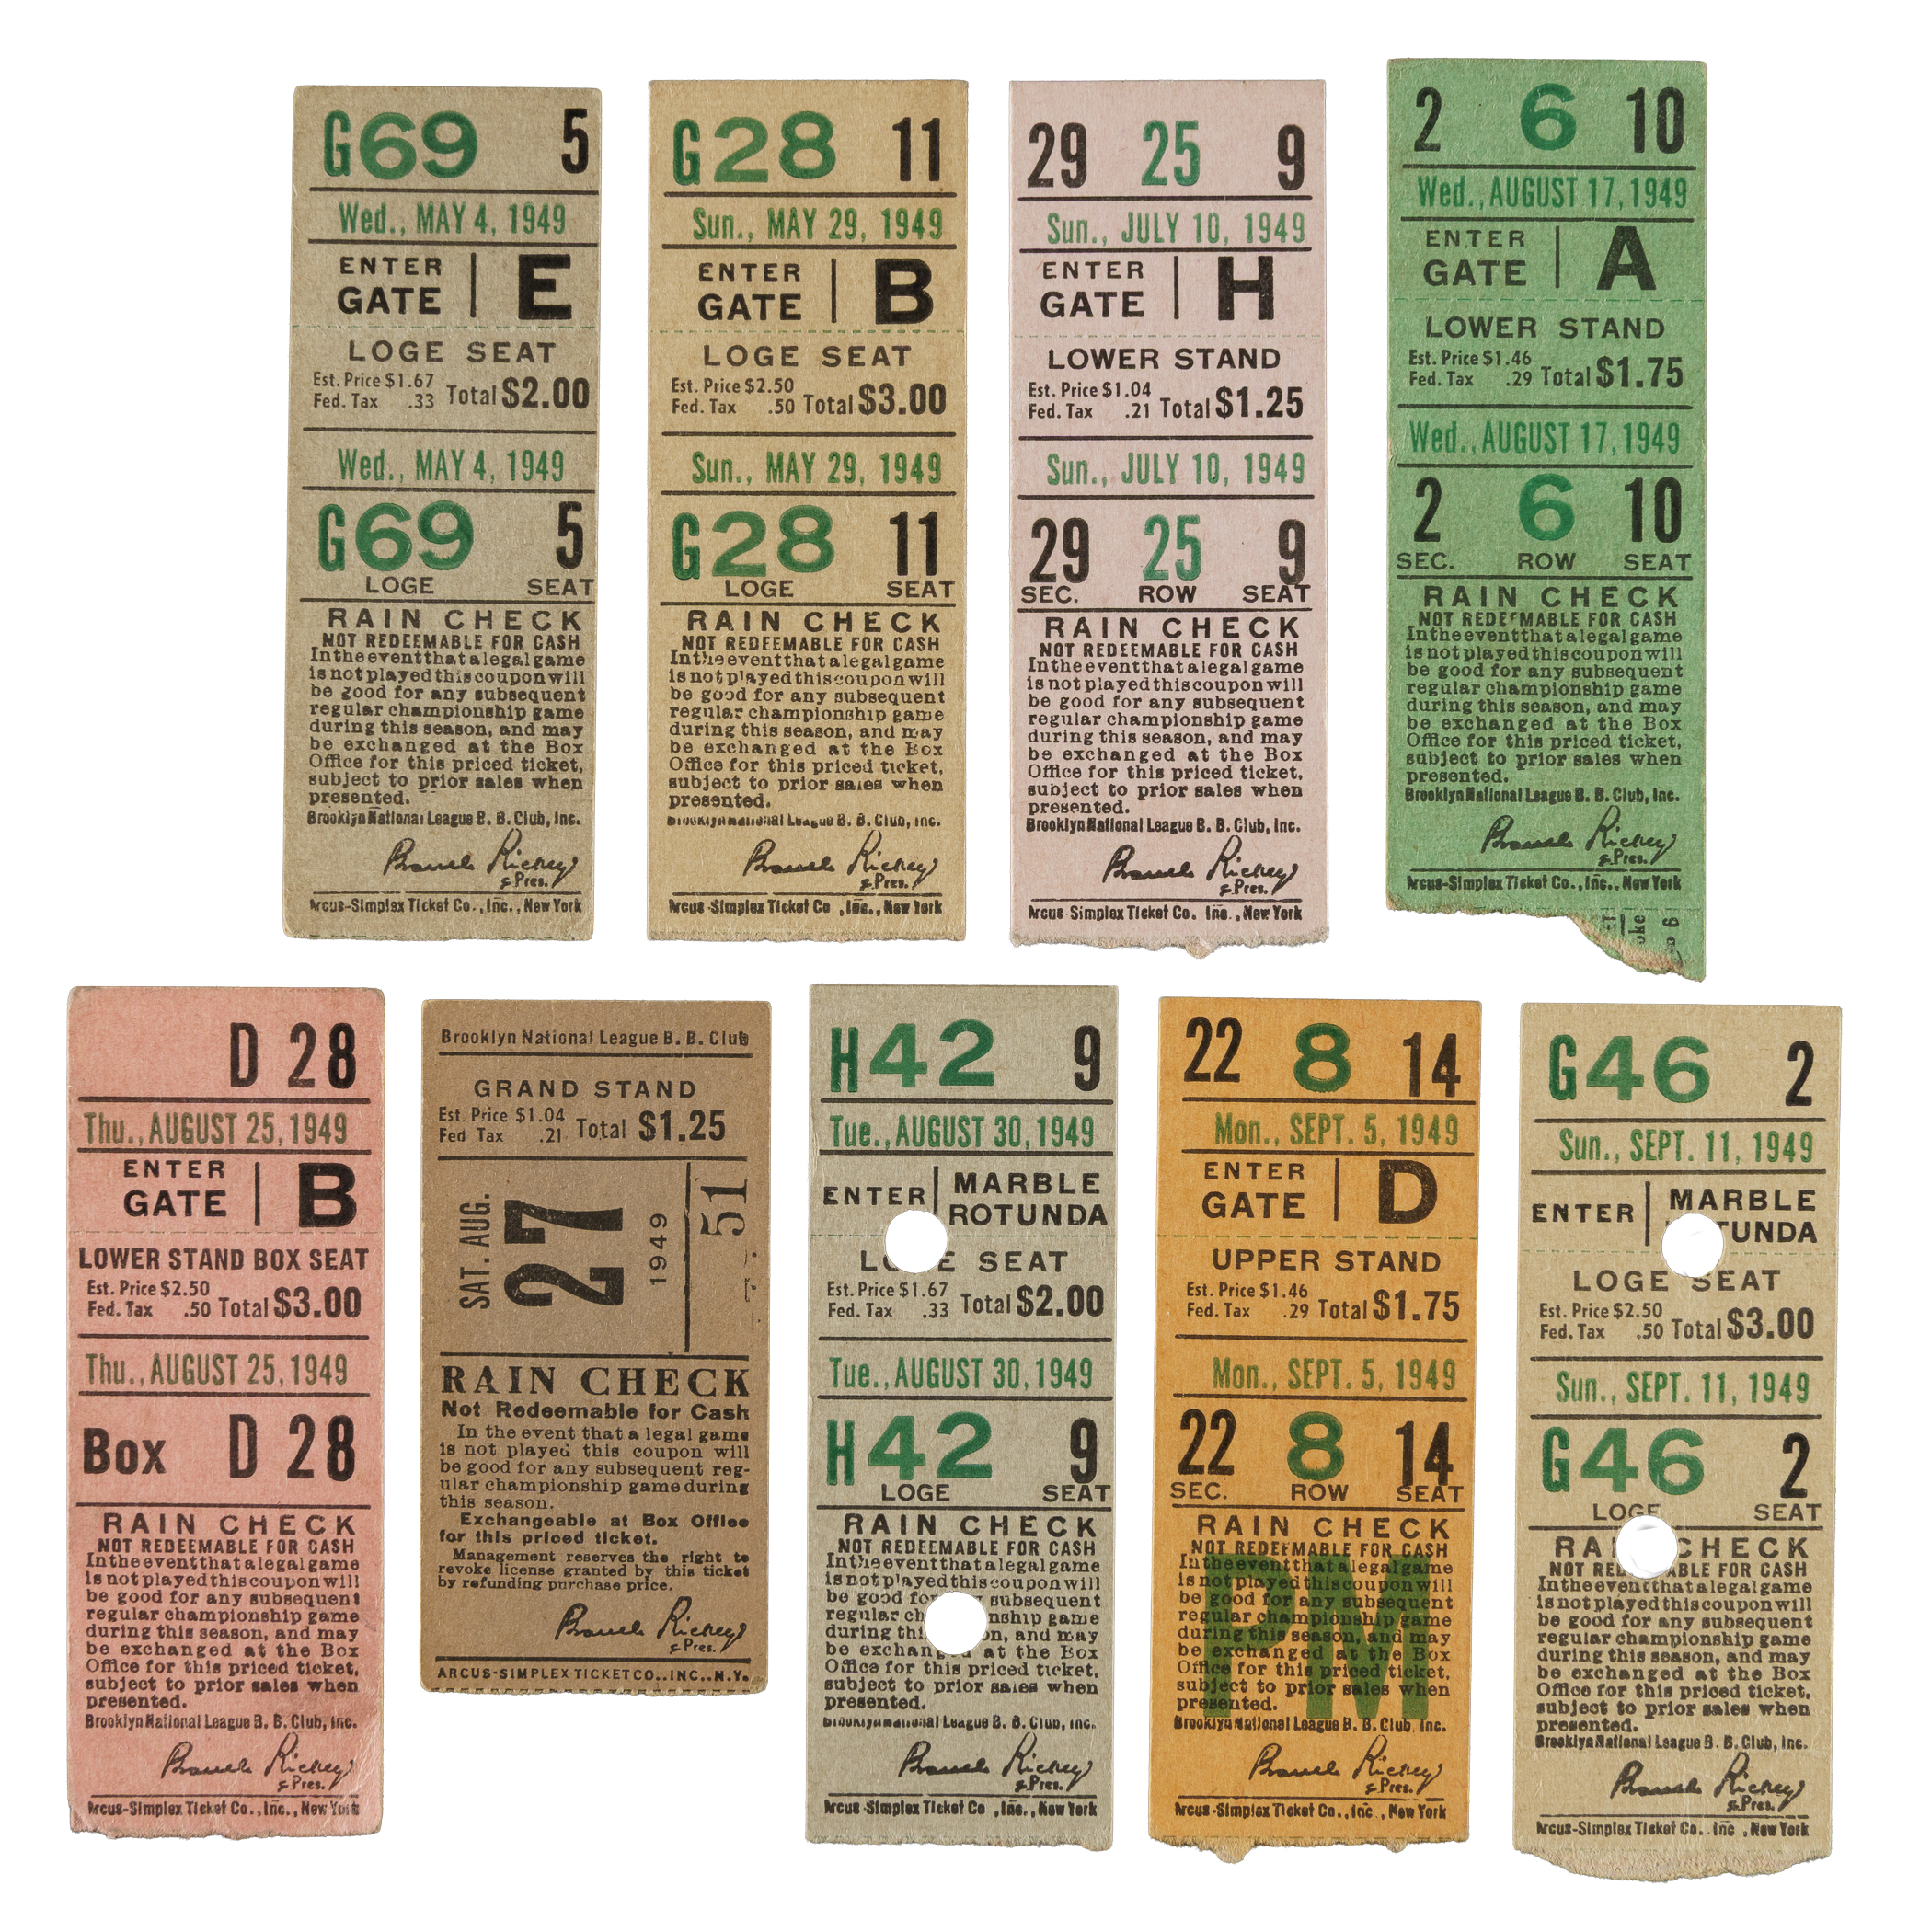 G69 5
Wed., MAY 4, 1949
ENTER
GATE E
LOGE SEAT
Est. Price $1.67
Fed. Tax .33 Total $2.00
Wed., MAY 4, 1949
G69 5
LOGE SEAT
RAIN CHECK
NOT REDEEMABLE FOR CASH
In the event that a legal game
is not played this coupon will
be good for any subsequent
regular championship game
during this season, and may
be exchanged at the Box
Office for this priced ticket,
subject to prior sales when
presented.
Brooklyn National League B. B. Club, Inc.
Branch Rickey
Pres.
Arcus-Simplex Ticket Co., Inc., New York
G28 11
Sun., MAY 29, 1949
ENTER
GATE B
LOGE SEAT
Est. Price $2.50
Fed. Tax .50 Total $3.00
Sun., MAY 29, 1949
G28 11
LOGE SEAT
RAIN CHECK
NOT REDEEMABLE FOR CASH
In the event that a legal game
is not played this coupon will
be good for any subsequent
regular championship game
during this season, and may
be exchanged at the Box
Office for this priced ticket,
subject to prior sales when
presented.
Brooklyn National League B. B. Club, Inc.
Branch Rickey
Pres.
Arcus-Simplex Ticket Co., Inc., New York
29 25 9
Sun., JULY 10, 1949
ENTER
GATE H
LOWER STAND
Est. Price $1.04
Fed. Tax .21 Total $1.25
Sun., JULY 10, 1949
29 25 9
SEC. ROW SEAT
RAIN CHECK
NOT REDEEMABLE FOR CASH
In the event that a legal game
is not played this coupon will
be good for any subsequent
regular championship game
during this season, and may
be exchanged at the Box
Office for this priced ticket,
subject to prior sales when
presented.
Brooklyn National League B. B. Club, Inc.
Branch Rickey
Pres.
Arcus-Simplex Ticket Co. Inc., New York
2 6 10
Wed., AUGUST 17, 1949
ENTER
GATE A
LOWER STAND
Est. Price $1.46
Fed. Tax .29 Total $1.75
Wed., AUGUST 17, 1949
2 6 10
SEC. ROW SEAT
RAIN CHECK
NOT REDEEMABLE FOR CASH
In the event that a legal game
is not played this coupon will
be good for any subsequent
regular championship game
during this season, and may
be exchanged at the Box
Office for this priced ticket,
subject to prior sales when
presented.
Brooklyn National League B. B. Club, Inc.
Branch Rickey
Pres.
Arcus-Simplex Ticket Co., Inc., New York
D 28
Thu., AUGUST 25, 1949
ENTER
GATE B
LOWER STAND BOX SEAT
Est. Price $2.50
Fed. Tax .50 Total $3.00
Thu., AUGUST 25, 1949
Box D 28
RAIN CHECK
NOT REDEEMABLE FOR CASH
In the event that a legal game
is not played this coupon will
be good for any subsequent
regular championship game
during this season, and may
be exchanged at the Box
Office for this priced ticket,
subject to prior sales when
presented.
Brooklyn National League B. B. Club, Inc.
Branch Rickey
Pres.
Arcus-Simplex Ticket Co., Inc., New York
Brooklyn National League B. B. Club
GRAND STAND
Est. Price $1.04
Fed Tax .21 Total $1.25
SAT. AUG.
27
1949
51
RAIN CHECK
Not Redeemable for Cash
In the event that a legal game
is not played this coupon will
be good for any subsequent reg-
ular championship game during
this season.
Exchangeable at Box Office
for this priced ticket.
Management reserves the right to
revoke license granted by this ticket
by refunding purchase price.
Branch Rickey
Pres.
ARCUS-SIMPLEX TICKET CO., INC., N.Y.
H42 9
Tue., AUGUST 30, 1949
ENTER MARBLE
ROTUNDA
LO E SEAT
Est. Price $1.67
Fed. Tax .33 Total $2.00
Tue., AUGUST 30, 1949
H42 9
LOGE SEAT
RAIN CHECK
NOT REDEEMABLE FOR CASH
In the event that a legal game
is not played this coupon will
be good for subsequent
regular ch nship game
during thi on, and may
be exchang at the Box
Office for this priced ticket,
subject to prior sales when
presented.
Brooklyn National League B. B. Club, Inc.
Branch Rickey
Pres.
Arcus-Simplex Ticket Co., Inc., New York
22 8 14
Mon., SEPT. 5, 1949
ENTER
GATE D
UPPER STAND
Est. Price $1.46
Fed. Tax .29 Total $1.75
Mon., SEPT. 5, 1949
22 8 14
SEC. ROW SEAT
RAIN CHECK
NOT REDEEMABLE FOR CASH
In the event that a legal game
is not played this coupon will
be good for any subsequent
regular championship game
during this season, and may
be exchanged at the Box
Office for this priced ticket,
subject to prior sales when
presented.
PM
Brooklyn National League B. B. Club, Inc.
Branch Rickey
Pres.
Arcus-Simplex Ticket Co., Inc., New York
G46 2
Sun., SEPT. 11, 1949
ENTER MARBLE
TUNDA
LOGE SEAT
Est. Price $2.50
Fed. Tax .50 Total $3.00
Sun., SEPT. 11, 1949
G46 2
LOGE SEAT
RA CHECK
NOT RED ABLE FOR CASH
In the event that a legal game
is not played this coupon will
be good for any subsequent
regular championship game
during this season, and may
be exchanged at the Box
Office for this priced ticket,
subject to prior sales when
presented.
Brooklyn National League B. B. Club, Inc.
Branch Rickey
Pres.
Arcus-Simplex Ticket Co. Inc., New York